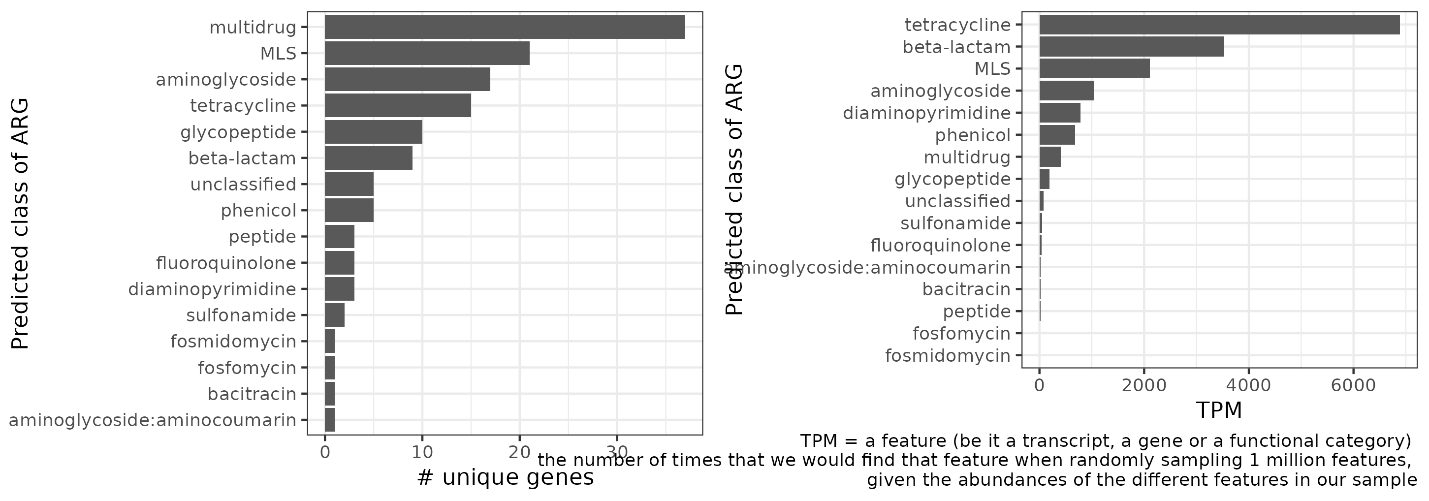 Predicted class of ARG
multidrug
MLS
aminoglycoside
tetracycline
glycopeptide
beta-lactam
unclassified
phenicol
peptide
fluoroquinolone
diaminopyrimidine
sulfonamide
fosmidomycin
fosfomycin
bacitracin
aminoglycoside:aminocoumarin
0 10 20 30
# unique genes
Predicted class of ARG
tetracycline
beta-lactam
MLS
aminoglycoside
diaminopyrimidine
phenicol
multidrug
glycopeptide
unclassified
sulfonamide
fluoroquinolone
aminoglycoside:aminocoumarin
bacitracin
peptide
fosfomycin
fosmidomycin
0 2000 4000 6000
TPM
TPM = a feature (be it a transcript, a gene or a functional category)
the number of times that we would find that feature when randomly sampling 1 million features,
given the abundances of the different features in our sample